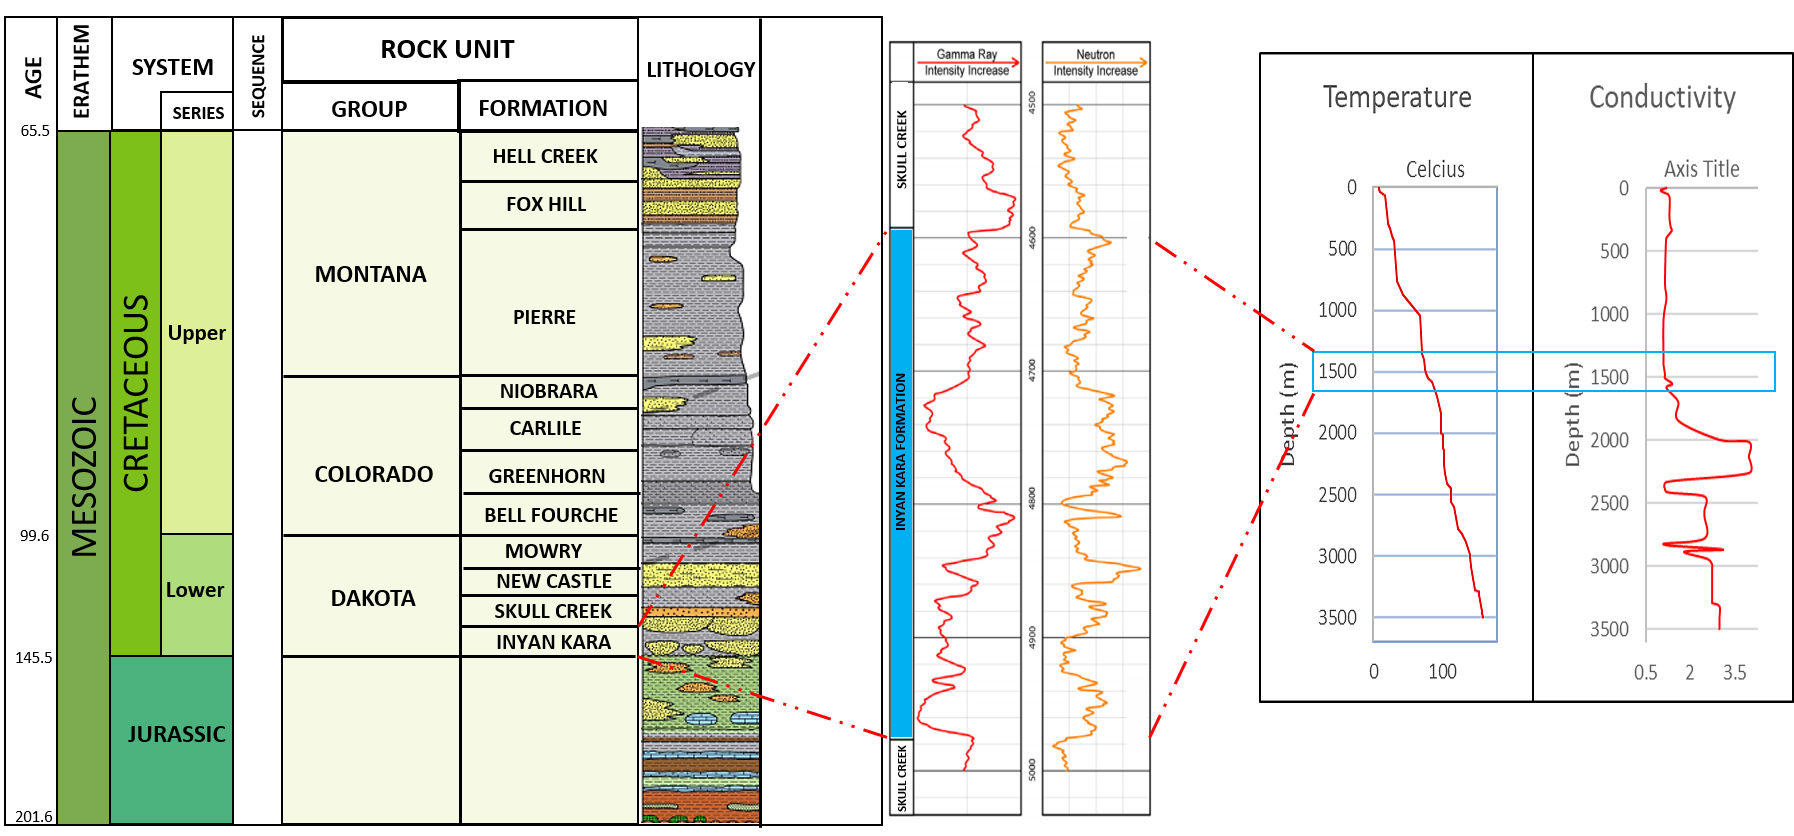 AGE
ERATHEM
SYSTEM
SERIES
SEQUENCE
ROCK UNIT
GROUP
FORMATION
LITHOLOGY
65.5
99.6
145.5
201.6
MESOZOIC
CRETACEOUS
JURASSIC
Upper
Lower
MONTANA
COLORADO
DAKOTA
HELL CREEK
FOX HILL
PIERRE
NIOBRARA
CARLILE
GREENHORN
BELL FOURCHE
MOWRY
NEW CASTLE
SKULL CREEK
INYAN KARA
SKULL CREEK
INYAN KARA FORMATION
SKULL CREEK
Gamma Ray
Intensity Increase
Neutron
Intensity Increase
4500
4600
4700
4800
4900
5000
Temperature
Celcius
Depth (m)
0
500
1000
1500
2000
2500
3000
3500
0 100
Conductivity
Axis Title
Depth (m)
0
500
1000
1500
2000
2500
3000
3500
0.5 2 3.5